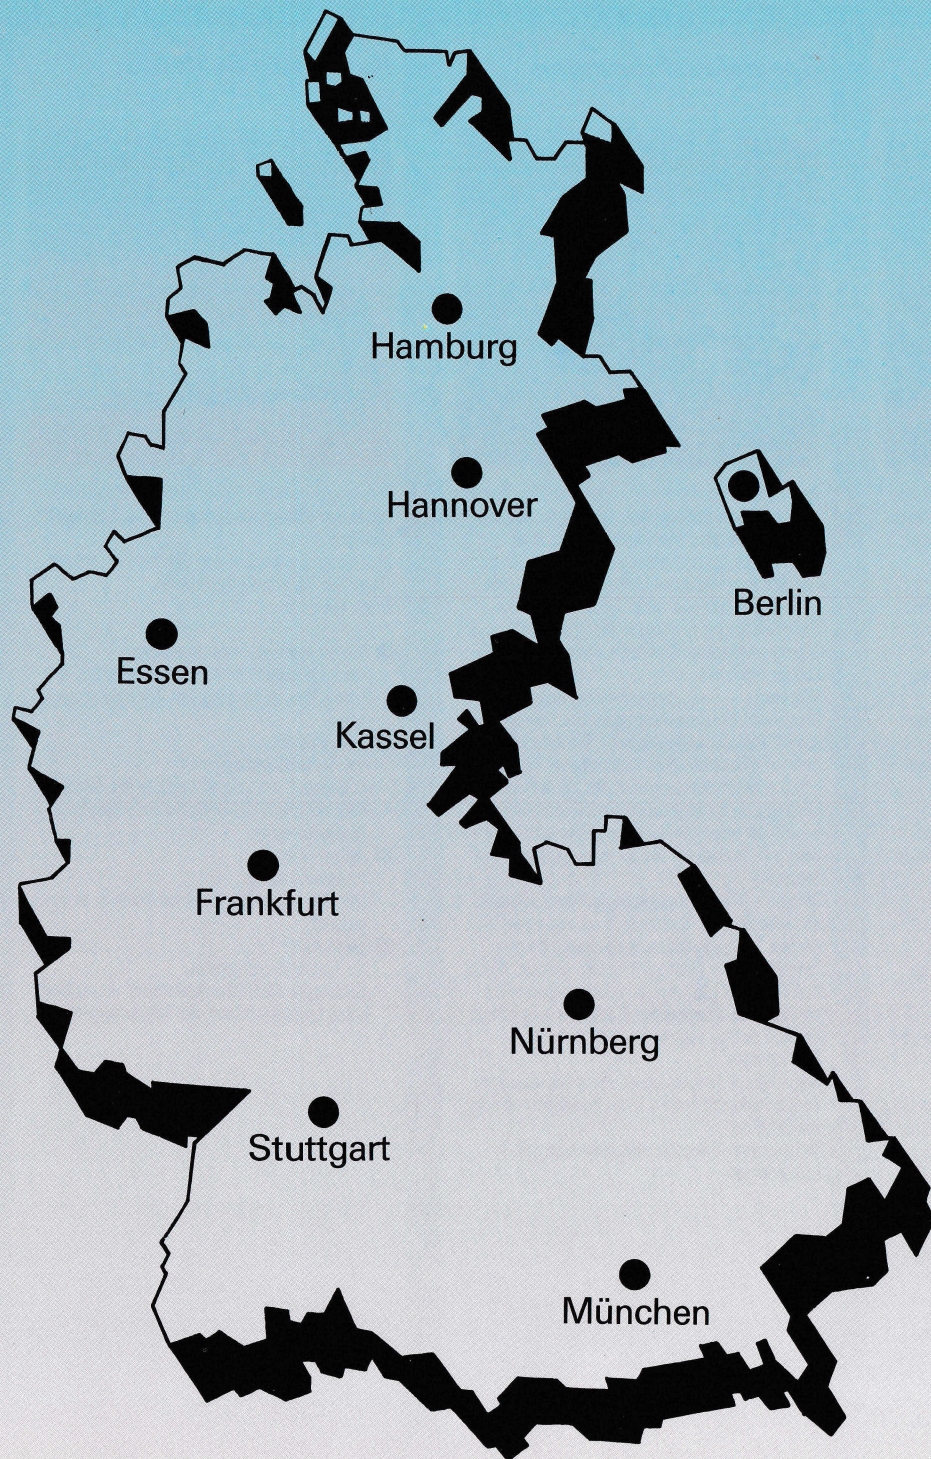 Hamburg
Hannover
Berlin
Essen
Kassel
Frankfurt
Nürnberg
Stuttgart
München